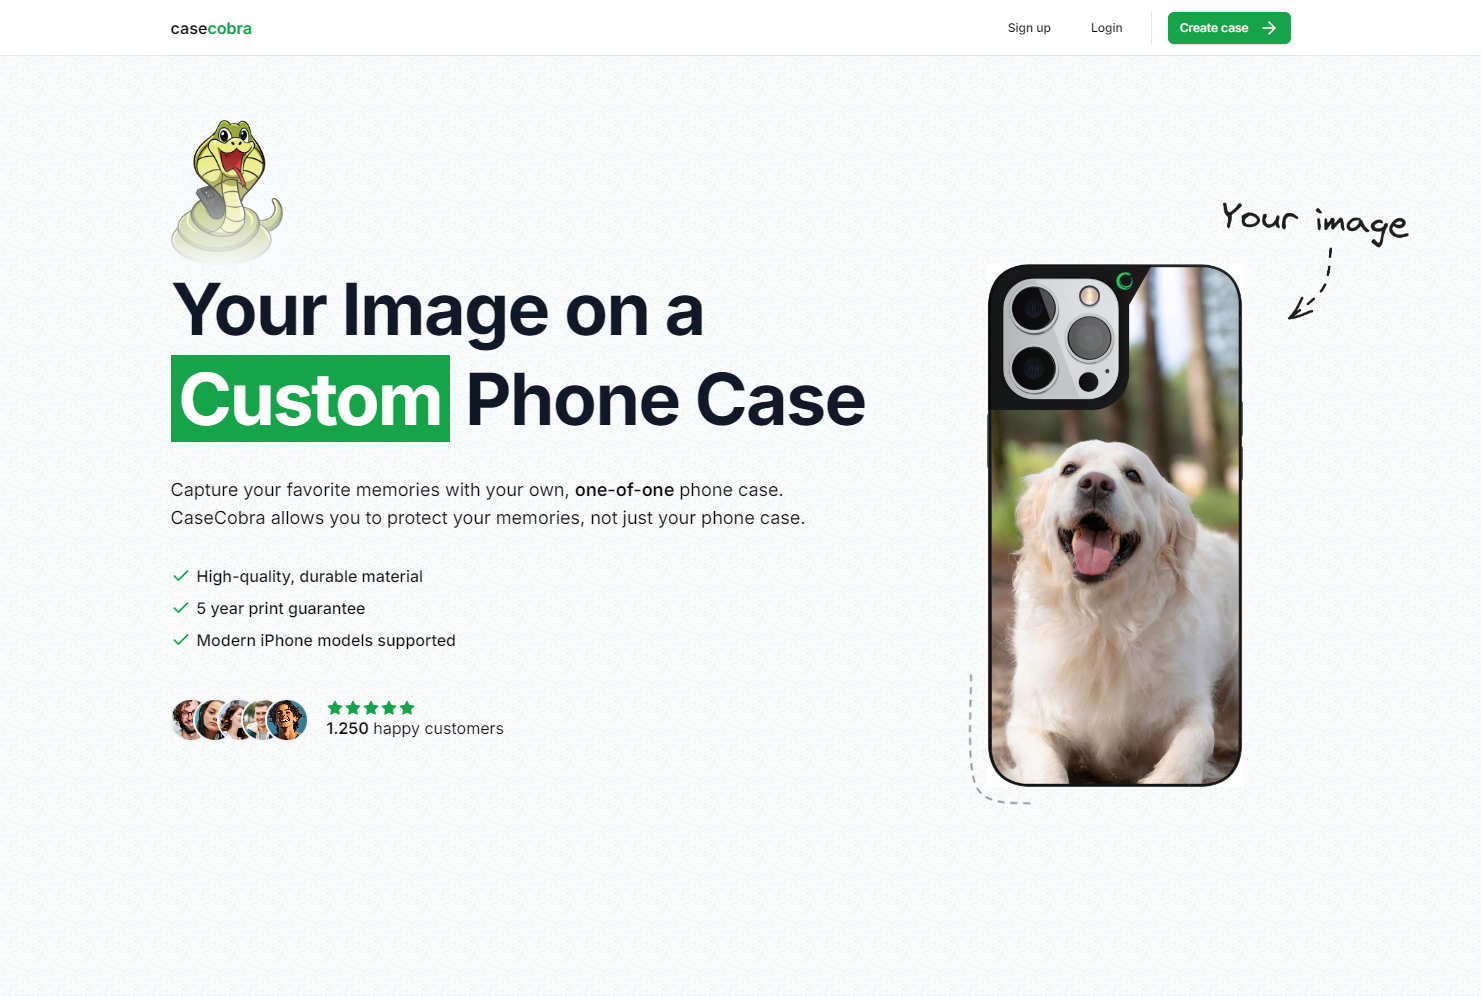 casecobra
Sign up
Login
Create case
Your image
Your Image on a
Custom Phone Case
Capture your favorite memories with your own, one-of-one phone case.
CaseCobra allows you to protect your memories, not just your phone case.
High-quality, durable material
5 year print guarantee
Modern iPhone models supported
1.250 happy customers